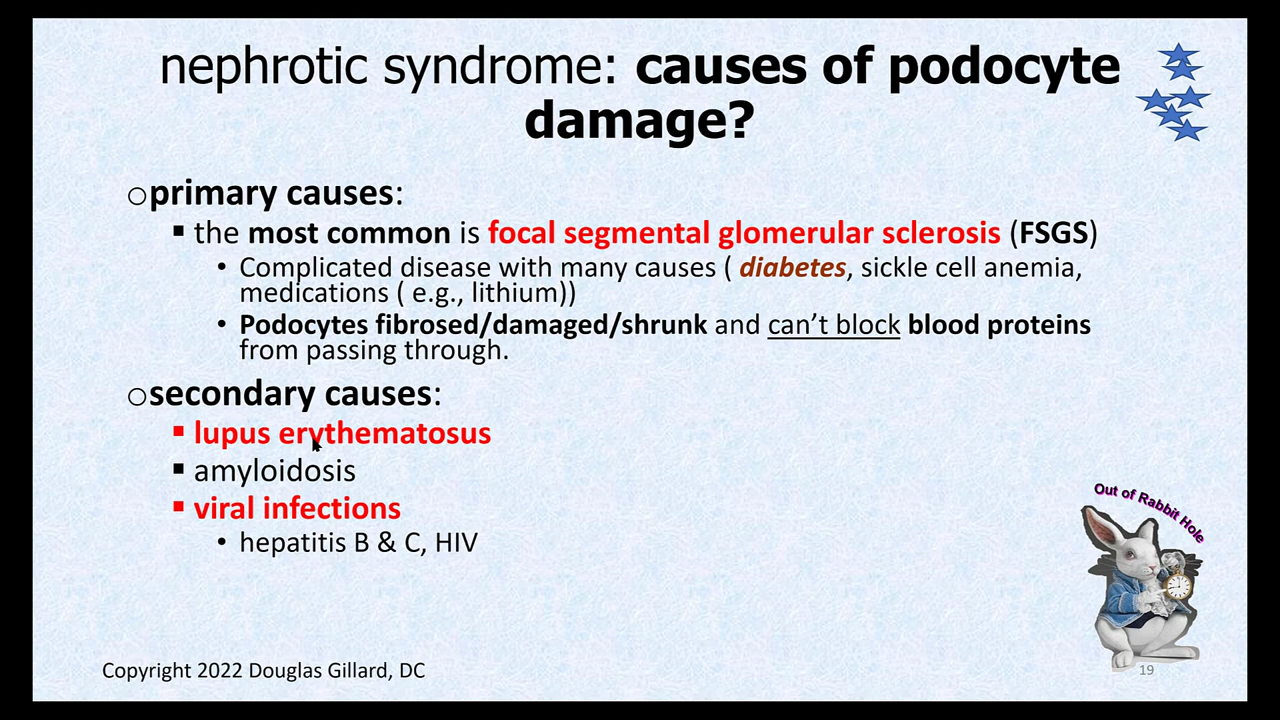 nephrotic syndrome: causes of podocyte
damage?
oprimary causes:
▪ the most common is focal segmental glomerular sclerosis (FSGS)
• Complicated disease with many causes ( diabetes, sickle cell anemia,
medications ( e.g., lithium))
• Podocytes fibrosed/damaged/shrunk and can’t block blood proteins
from passing through.
osecondary causes:
▪ lupus erythematosus
▪ amyloidosis
▪ viral infections
• hepatitis B & C, HIV
Out of Rabbit Hole
Copyright 2022 Douglas Gillard, DC
19